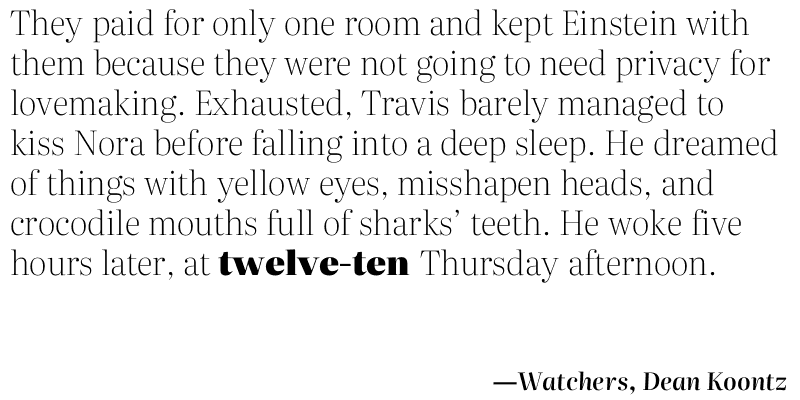 They paid for only one room and kept Einstein with
them because they were not going to need privacy for
lovemaking. Exhausted, Travis barely managed to
kiss Nora before falling into a deep sleep. He dreamed
of things with yellow eyes, misshapen heads, and
crocodile mouths full of sharks’ teeth. He woke five
hours later, at twelve-ten Thursday afternoon.
—Watchers, Dean Koontz